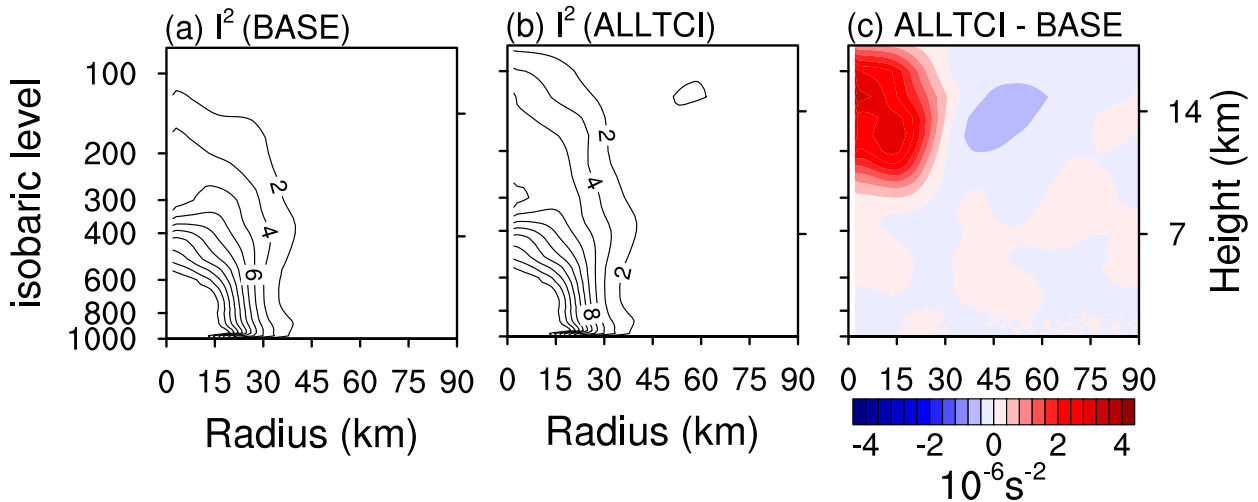 (a) I² (BASE)
(b) I² (ALLTCI)
(c) ALLTCI - BASE
isobaric level
100
200
300
400
600
800
1000
2
4
6
0 15 30 45 60 75 90
Radius (km)
2
4
2
8
0 15 30 45 60 75 90
Radius (km)
14
7
Height (km)
0 15 30 45 60 75 90
-4 -2 0 2 4
10⁻⁶s⁻²